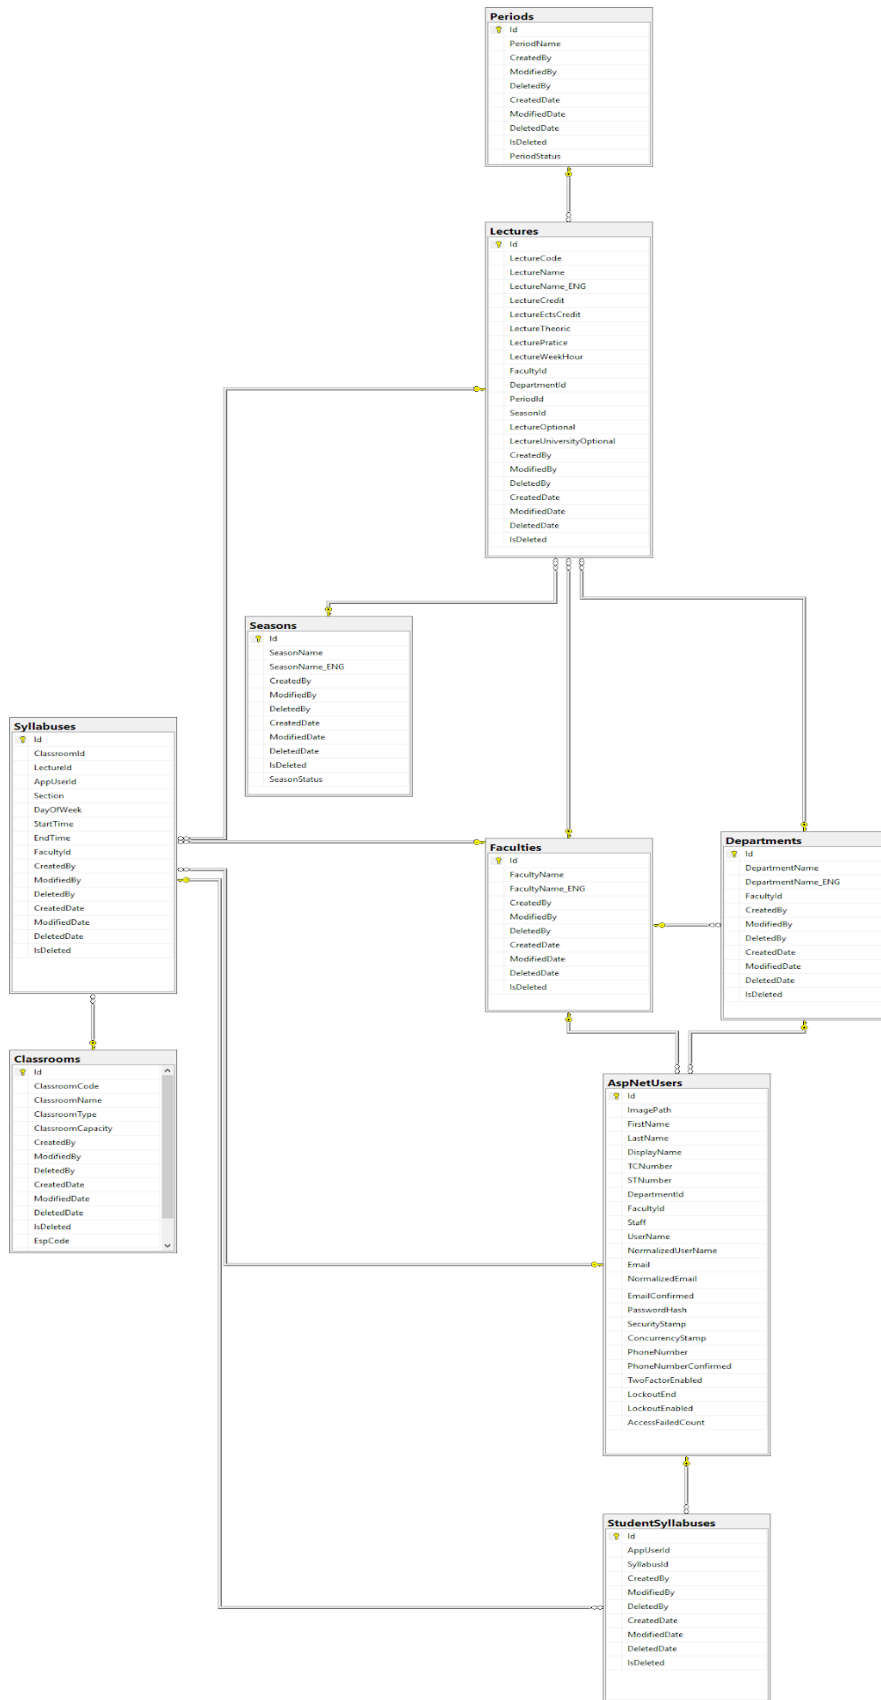 Periods
Id
PeriodName
CreatedBy
ModifiedBy
DeletedBy
CreatedDate
ModifiedDate
DeletedDate
IsDeleted
PeriodStatus
Lectures
Id
LectureCode
LectureName
LectureName_ENG
LectureCredit
LectureEctsCredit
LectureTheoric
LecturePratice
LectureWeekHour
FacultyId
DepartmentId
PeriodId
SeasonId
LectureOptional
LectureUniversityOptional
CreatedBy
ModifiedBy
DeletedBy
CreatedDate
ModifiedDate
DeletedDate
IsDeleted
Seasons
Id
SeasonName
SeasonName_ENG
CreatedBy
ModifiedBy
DeletedBy
CreatedDate
ModifiedDate
DeletedDate
IsDeleted
SeasonStatus
Syllabuses
Id
ClassroomId
LectureId
AppUserId
Section
DayOfWeek
StartTime
EndTime
FacultyId
CreatedBy
ModifiedBy
DeletedBy
CreatedDate
ModifiedDate
DeletedDate
IsDeleted
Faculties
Id
FacultyName
FacultyName_ENG
CreatedBy
ModifiedBy
DeletedBy
CreatedDate
ModifiedDate
DeletedDate
IsDeleted
Departments
Id
DepartmentName
DepartmentName_ENG
FacultyId
CreatedBy
ModifiedBy
DeletedBy
CreatedDate
ModifiedDate
DeletedDate
IsDeleted
Classrooms
Id
ClassroomCode
ClassroomName
ClassroomType
ClassroomCapacity
CreatedBy
ModifiedBy
DeletedBy
CreatedDate
ModifiedDate
DeletedDate
IsDeleted
EspCode
AspNetUsers
Id
ImagePath
FirstName
LastName
DisplayName
TCNumber
STNumber
DepartmentId
FacultyId
Staff
UserName
NormalizedUserName
Email
NormalizedEmail
EmailConfirmed
PasswordHash
SecurityStamp
ConcurrencyStamp
PhoneNumber
PhoneNumberConfirmed
TwoFactorEnabled
LockoutEnd
LockoutEnabled
AccessFailedCount
StudentSyllabuses
Id
AppUserId
SyllabusId
CreatedBy
ModifiedBy
DeletedBy
CreatedDate
ModifiedDate
DeletedDate
IsDeleted